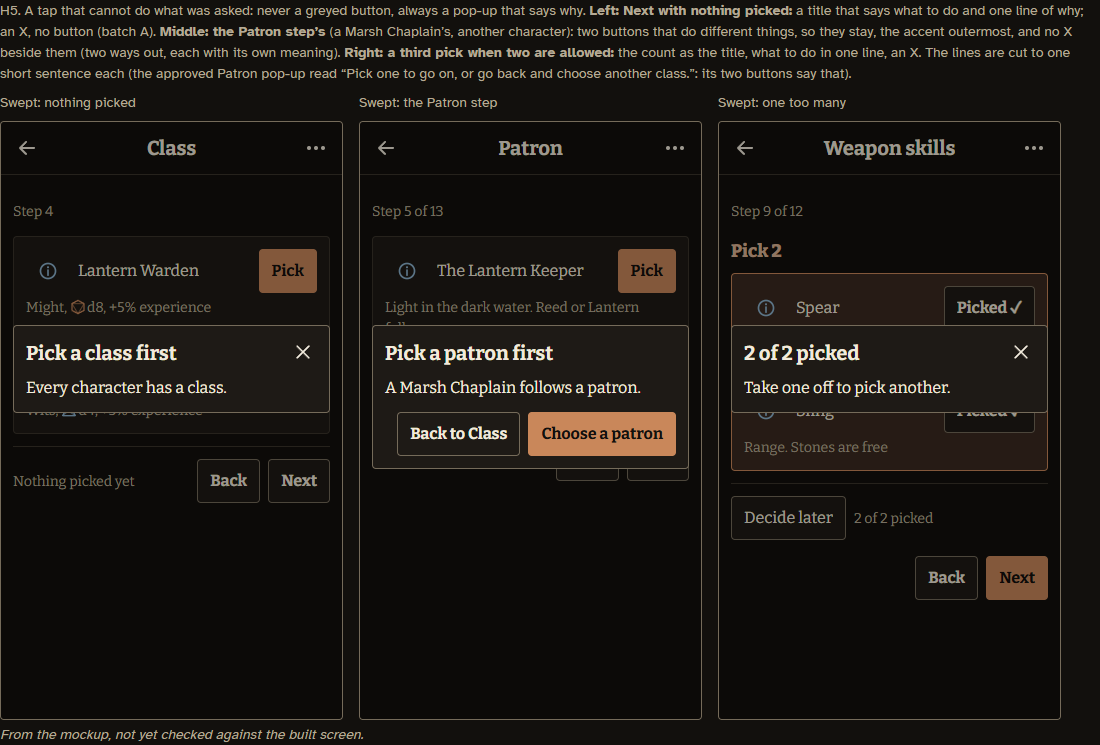 H5. A tap that cannot do what was asked: never a greyed button, always a pop-up that says why. Left: Next with nothing picked: a title that says what to do and one line of why;
an X, no button (batch A). Middle: the Patron step's (a Marsh Chaplain's, another character): two buttons that do different things, so they stay, the accent outermost, and no X
beside them (two ways out, each with its own meaning). Right: a third pick when two are allowed: the count as the title, what to do in one line, an X. The lines are cut to one
short sentence each (the approved Patron pop-up read “Pick one to go on, or go back and choose another class.”: its two buttons say that).
Swept: nothing picked
Class
Step 4
Lantern Warden
Pick
Might, d8, +5% experience
Pick a class first
Every character has a class.
Nothing picked yet
Back
Next
Swept: the Patron step
Patron
Step 5 of 13
The Lantern Keeper
Pick
Light in the dark water. Reed or Lantern
Pick a patron first
A Marsh Chaplain follows a patron.
Back to Class
Choose a patron
Swept: one too many
Weapon skills
Step 9 of 12
Pick 2
Spear
Picked ✓
2 of 2 picked
Take one off to pick another.
Sling
Picked ✓
Range. Stones are free
Decide later
2 of 2 picked
Back
Next
From the mockup, not yet checked against the built screen.